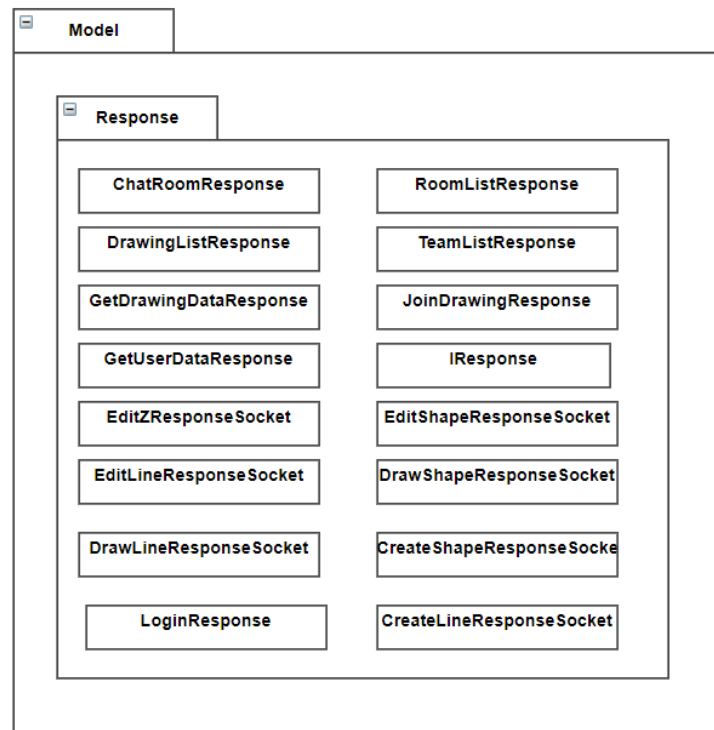 Model
Response
ChatRoomResponse
RoomListResponse
DrawingListResponse
TeamListResponse
GetDrawingDataResponse
JoinDrawingResponse
GetUserDataResponse
IResponse
EditZResponseSocket
EditShapeResponseSocket
EditLineResponseSocket
DrawShapeResponseSocket
DrawLineResponseSocket
CreateShapeResponseSocke
LoginResponse
CreateLineResponseSocket